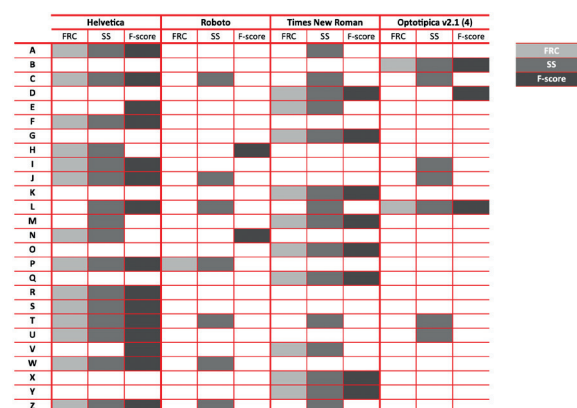 Helvetica Roboto Times New Roman Optotipica v2.1 (4)
FRC SS F-score FRC SS F-score FRC SS F-score FRC SS F-score
A
B
C
D
E
F
G
H
I
J
K
L
M
N
O
P
Q
R
S
T
U
V
W
X
Y
Z
FRC
SS
F-score